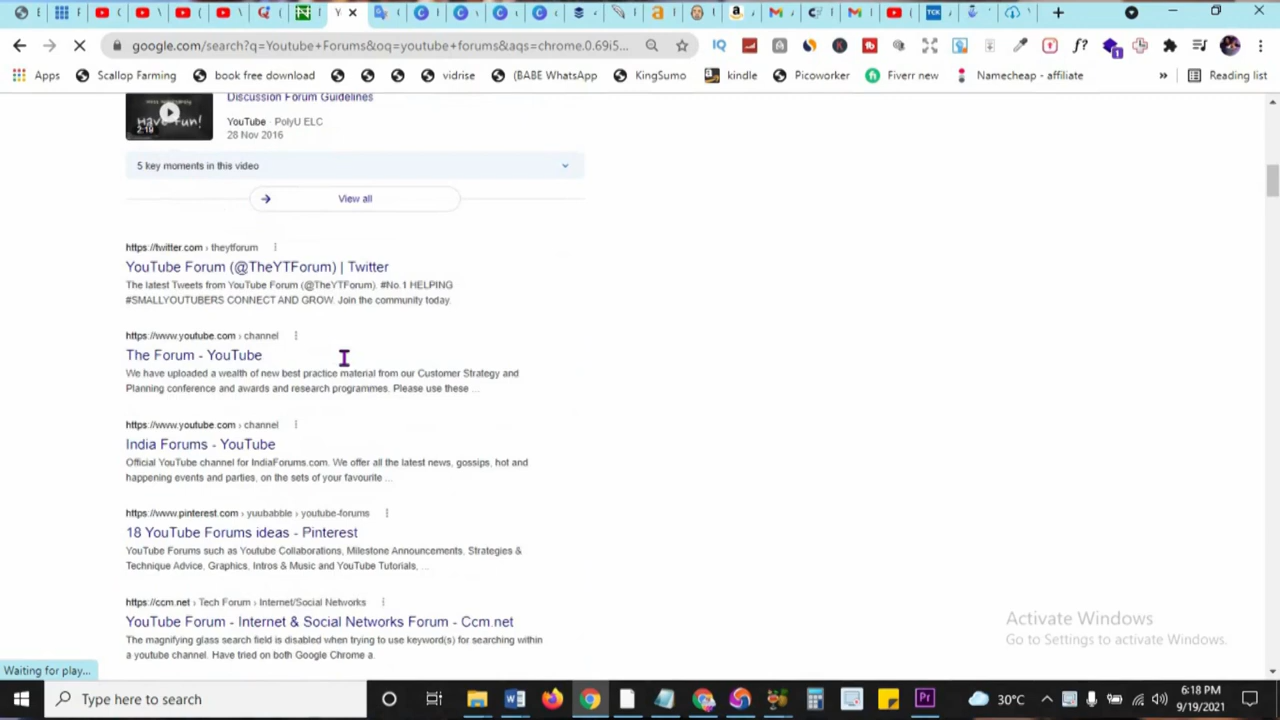 Y
google.com/search?q=Youtube+Forums&oq=youtube+forums&aqs=chrome.0.69i5...
Apps
Scallop Farming
book free download
vidrise
(BABE WhatsApp
KingSumo
kindle
Picoworker
Fiverr new
Namecheap - affiliate
»
Reading list
Have fun!
2:19
Discussion Forum Guidelines
YouTube · PolyU ELC
28 Nov 2016
5 key moments in this video
View all
https://twitter.com › theytforum
YouTube Forum (@TheYTForum) | Twitter
The latest Tweets from YouTube Forum (@TheYTForum). #No.1 HELPING
#SMALLYOUTUBERS CONNECT AND GROW. Join the community today.
https://www.youtube.com › channel
The Forum - YouTube
We have uploaded a wealth of new best practice material from our Customer Strategy and
Planning conference and awards and research programmes. Please use these ...
https://www.youtube.com › channel
India Forums - YouTube
Official YouTube channel for IndiaForums.com. We offer all the latest news, gossips, hot and
happening events and parties, on the sets of your favourite ...
https://www.pinterest.com › yuubabble › youtube-forums
18 YouTube Forums ideas - Pinterest
YouTube Forums such as Youtube Collaborations, Milestone Announcements, Strategies &
Technique Advice, Graphics, Intros & Music and YouTube Tutorials, ...
https://ccm.net › Tech Forum › Internet/Social Networks
YouTube Forum - Internet & Social Networks Forum - Ccm.net
The magnifying glass search field is disabled when trying to use keyword(s) for searching within
a youtube channel. Have tried on both Google Chrome a.
Activate Windows
Go to Settings to activate Windows.
Waiting for play...
Type here to search
30°C
6:18 PM
9/19/2021